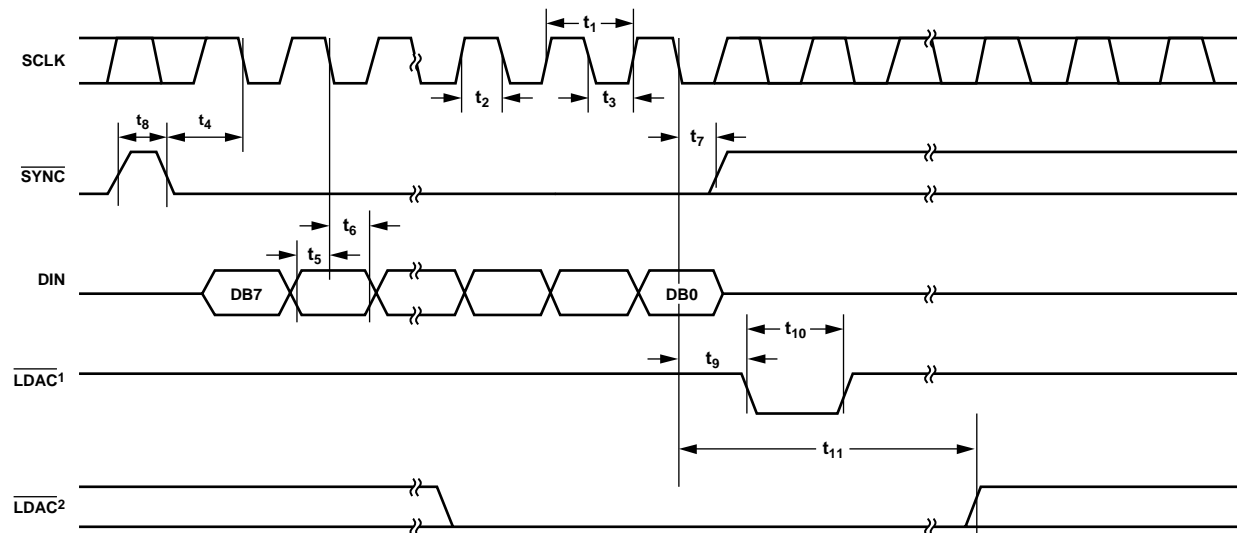 t1
SCLK
t2
t3
t8
t4
t7
SYNC
t6
t5
DIN
DB7
DB0
t10
t9
LDAC1
t11
LDAC2